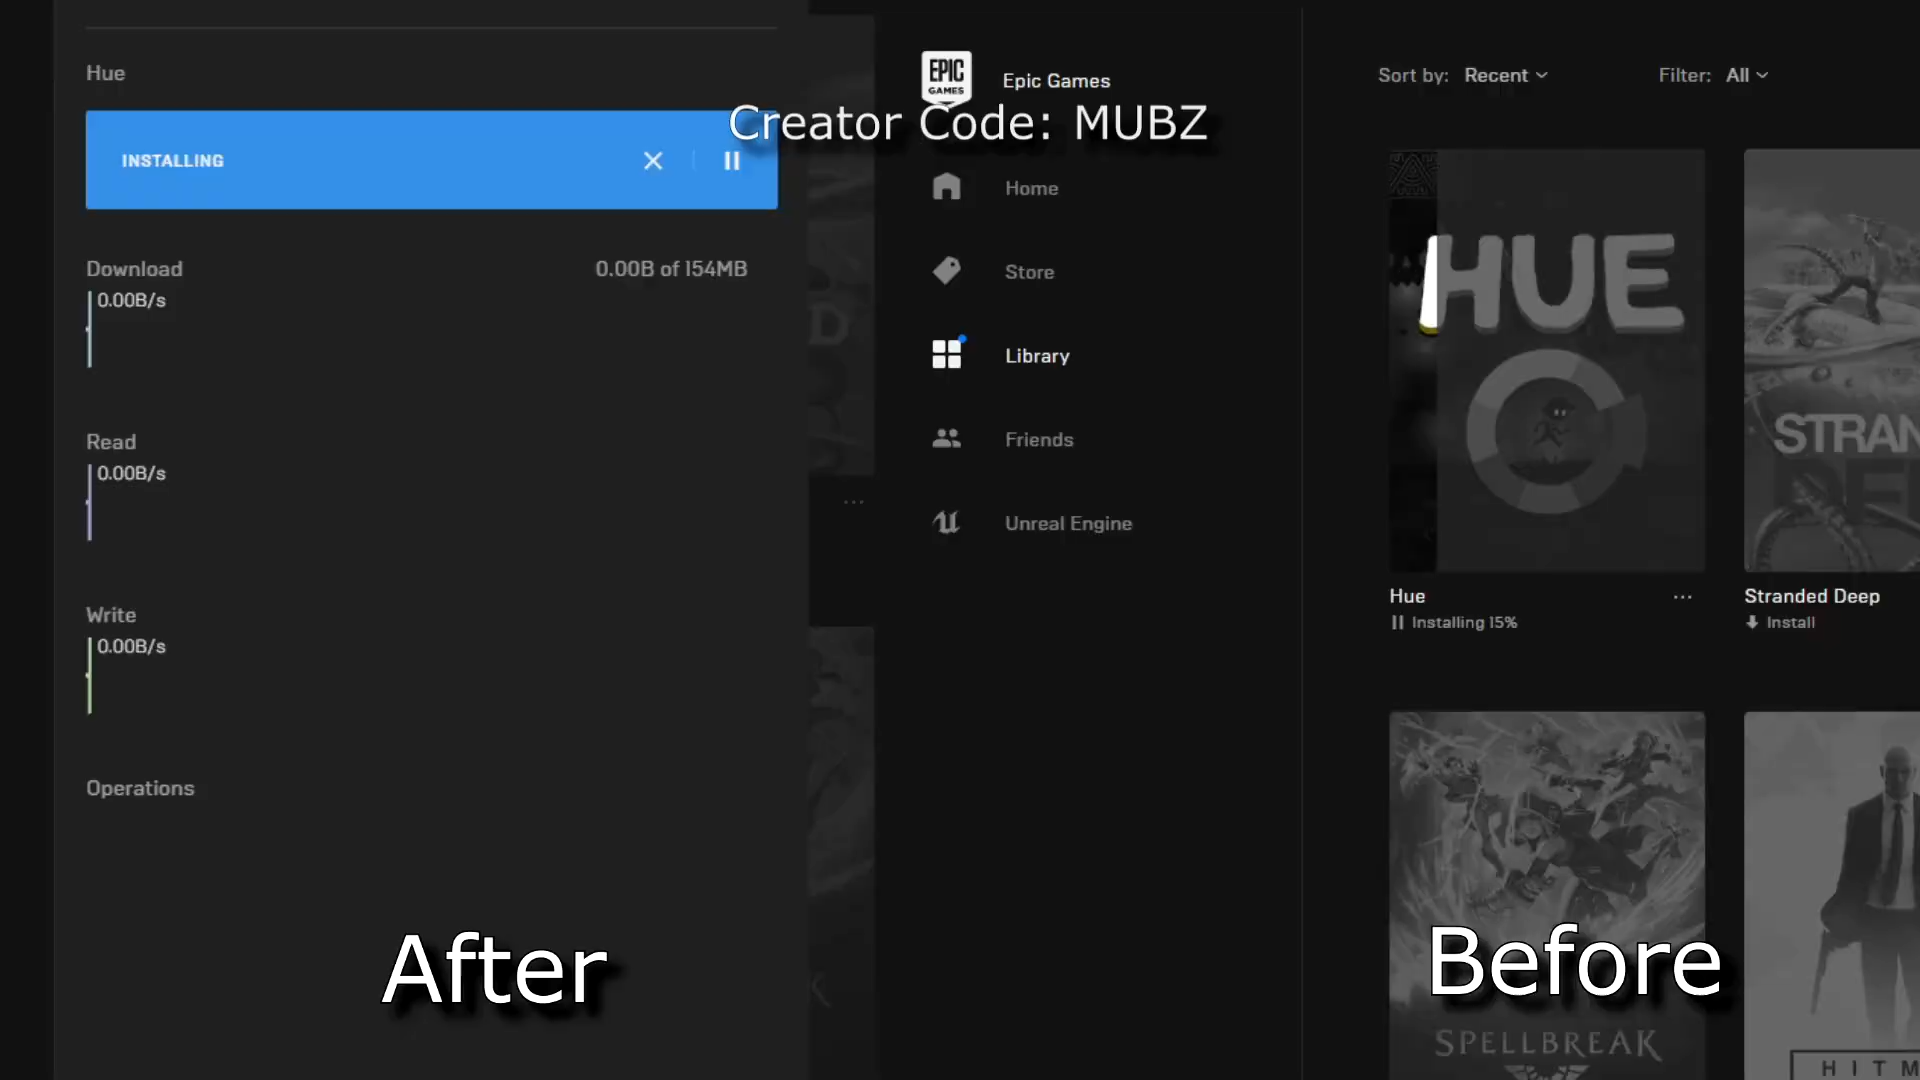 Hue
INSTALLING
Download 0.00B of 154MB
0.00B/s
Read
0.00B/s
Write
0.00B/s
Operations
After
EPIC
GAMES
Epic Games
Creator Code: MUBZ
Home
Store
Library
Friends
Unreal Engine
Sort by: Recent Filter: All
HUE
STRAN
Hue ...
Installing 15%
Stranded Deep
Install
Before
SPELLBREAK
HITM